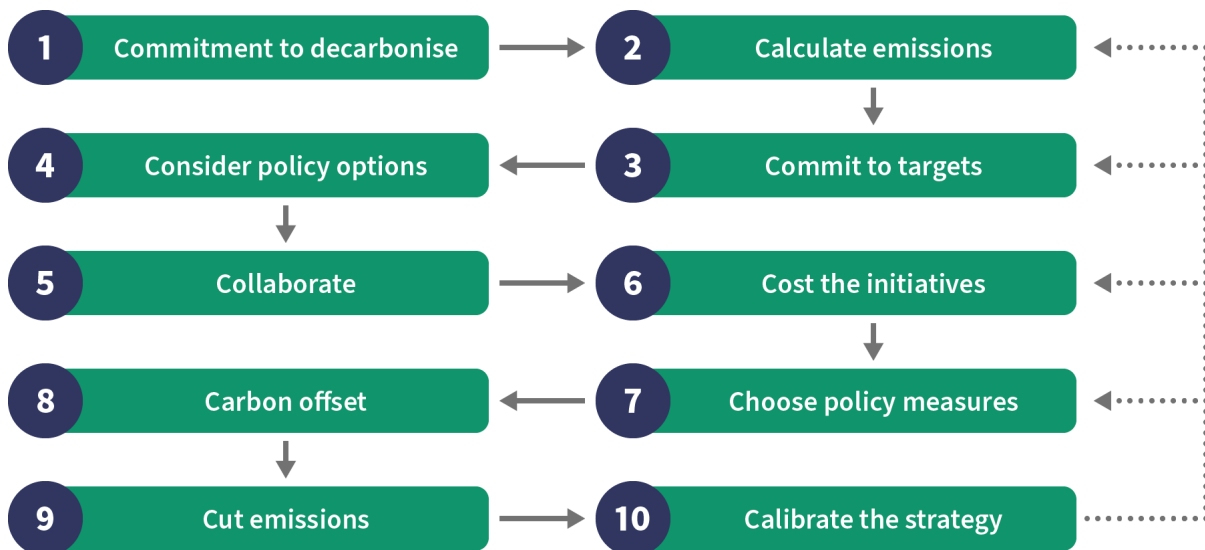 1 Commitment to decarbonise
2 Calculate emissions
3 Commit to targets
4 Consider policy options
5 Collaborate
6 Cost the initiatives
7 Choose policy measures
8 Carbon offset
9 Cut emissions
10 Calibrate the strategy